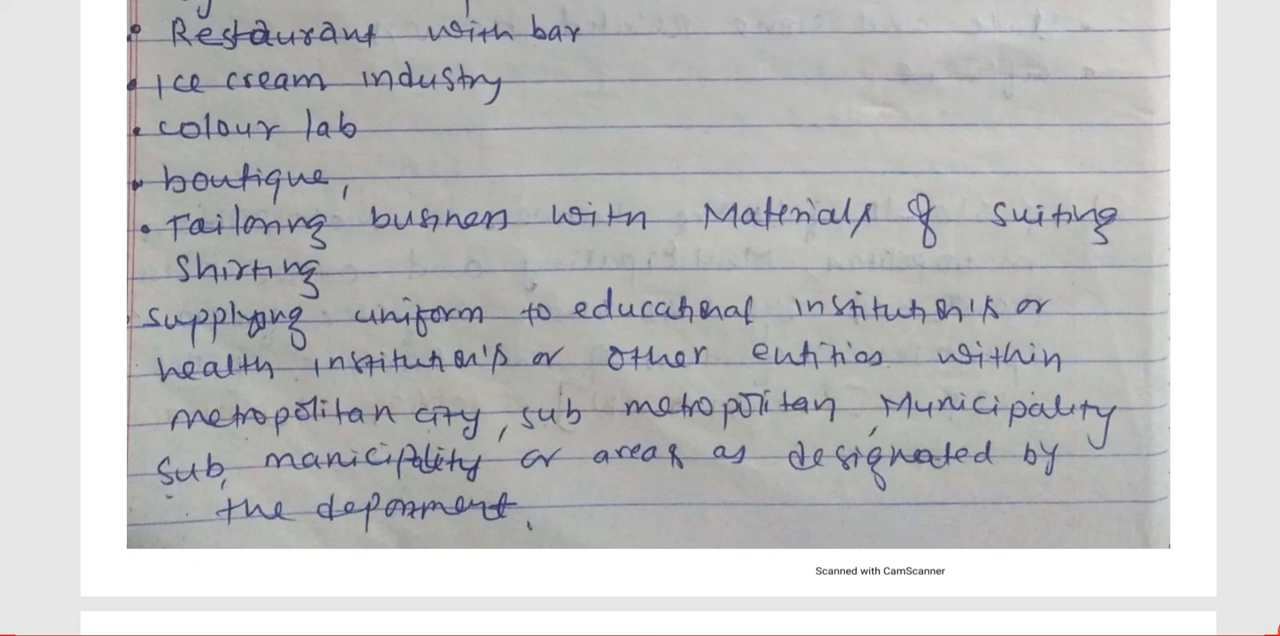 • Restaurant with bar
• Ice cream industry
• colour lab
• boutique,
• Tailoring business with Materials of suiting
shirting
• supplying uniform to educational institution's or
health institution's or other entities within
metropolitan city, sub metropolitan, Municipality
sub, manicipality or areas as designated by
the deparment.
Scanned with CamScanner